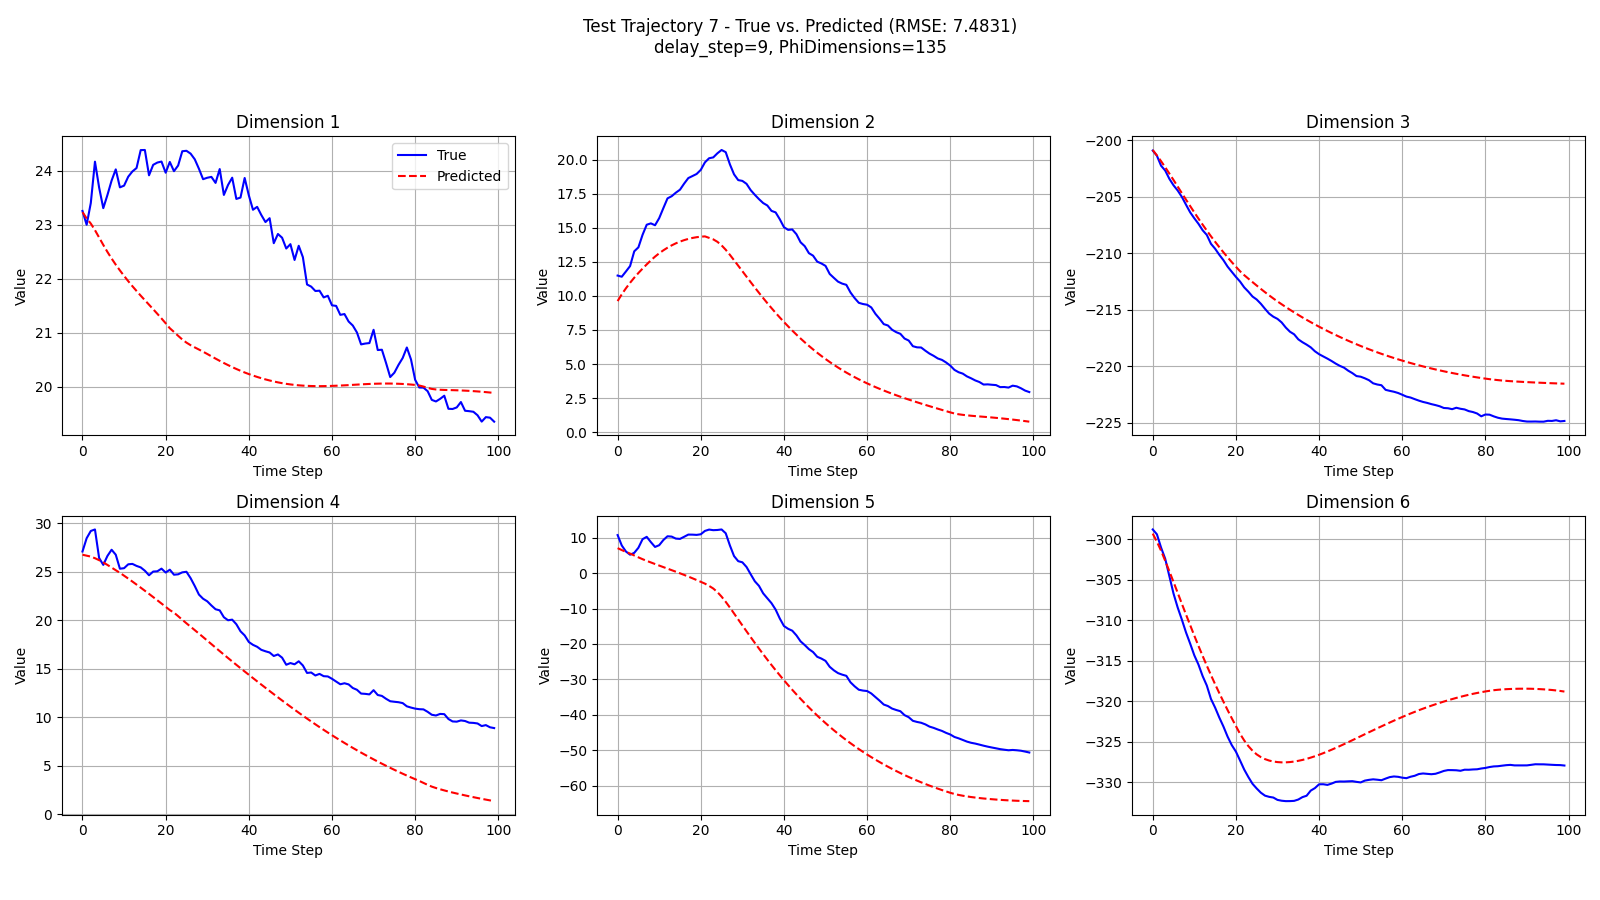 Test Trajectory 7 - True vs. Predicted (RMSE: 7.4831)
delay_step=9, PhiDimensions=135
Dimension 1
True
Predicted
24
23
22
21
20
Value
0 20 40 60 80 100
Time Step
Dimension 2
20.0
17.5
15.0
12.5
10.0
7.5
5.0
2.5
0.0
Value
0 20 40 60 80 100
Time Step
Dimension 3
−200
−205
−210
−215
−220
−225
Value
0 20 40 60 80 100
Time Step
Dimension 4
30
25
20
15
10
5
0
Value
0 20 40 60 80 100
Time Step
Dimension 5
10
0
−10
−20
−30
−40
−50
−60
Value
0 20 40 60 80 100
Time Step
Dimension 6
−300
−305
−310
−315
−320
−325
−330
Value
0 20 40 60 80 100
Time Step